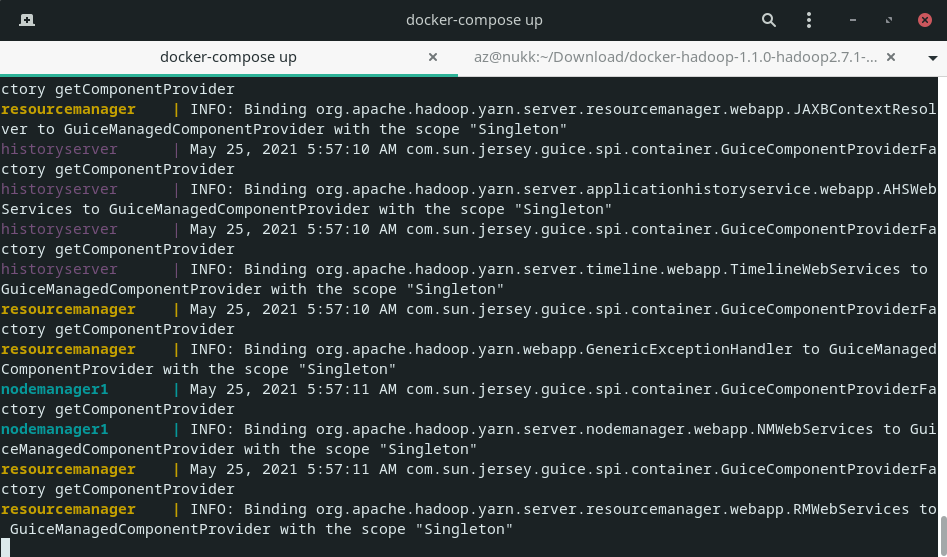 docker-compose up
docker-compose up
az@nukk:~/Download/docker-hadoop-1.1.0-hadoop2.7.1-...
ctory getComponentProvider
resourcemanager    | INFO: Binding org.apache.hadoop.yarn.server.resourcemanager.webapp.JAXBContextResol
ver to GuiceManagedComponentProvider with the scope "Singleton"
historyserver      | May 25, 2021 5:57:10 AM com.sun.jersey.guice.spi.container.GuiceComponentProviderFa
ctory getComponentProvider
historyserver      | INFO: Binding org.apache.hadoop.yarn.server.applicationhistoryservice.webapp.AHSWeb
Services to GuiceManagedComponentProvider with the scope "Singleton"
historyserver      | May 25, 2021 5:57:10 AM com.sun.jersey.guice.spi.container.GuiceComponentProviderFa
ctory getComponentProvider
historyserver      | INFO: Binding org.apache.hadoop.yarn.server.timeline.webapp.TimelineWebServices to
GuiceManagedComponentProvider with the scope "Singleton"
resourcemanager    | May 25, 2021 5:57:10 AM com.sun.jersey.guice.spi.container.GuiceComponentProviderFa
ctory getComponentProvider
resourcemanager    | INFO: Binding org.apache.hadoop.yarn.webapp.GenericExceptionHandler to GuiceManaged
ComponentProvider with the scope "Singleton"
nodemanager1       | May 25, 2021 5:57:11 AM com.sun.jersey.guice.spi.container.GuiceComponentProviderFa
ctory getComponentProvider
nodemanager1       | INFO: Binding org.apache.hadoop.yarn.server.nodemanager.webapp.NMWebServices to Gui
ceManagedComponentProvider with the scope "Singleton"
resourcemanager    | May 25, 2021 5:57:11 AM com.sun.jersey.guice.spi.container.GuiceComponentProviderFa
ctory getComponentProvider
resourcemanager    | INFO: Binding org.apache.hadoop.yarn.server.resourcemanager.webapp.RMWebServices to
 GuiceManagedComponentProvider with the scope "Singleton"